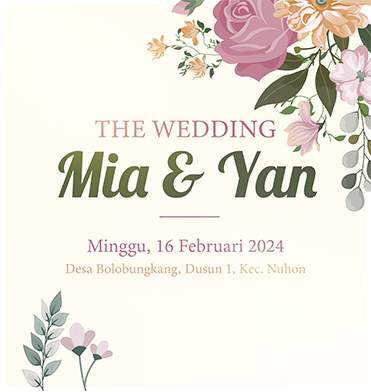 THE WEDDING
Mia & Yan
Minggu, 16 Februari 2024
Desa Bolobungkang, Dusun 1, Kec. Nuhon